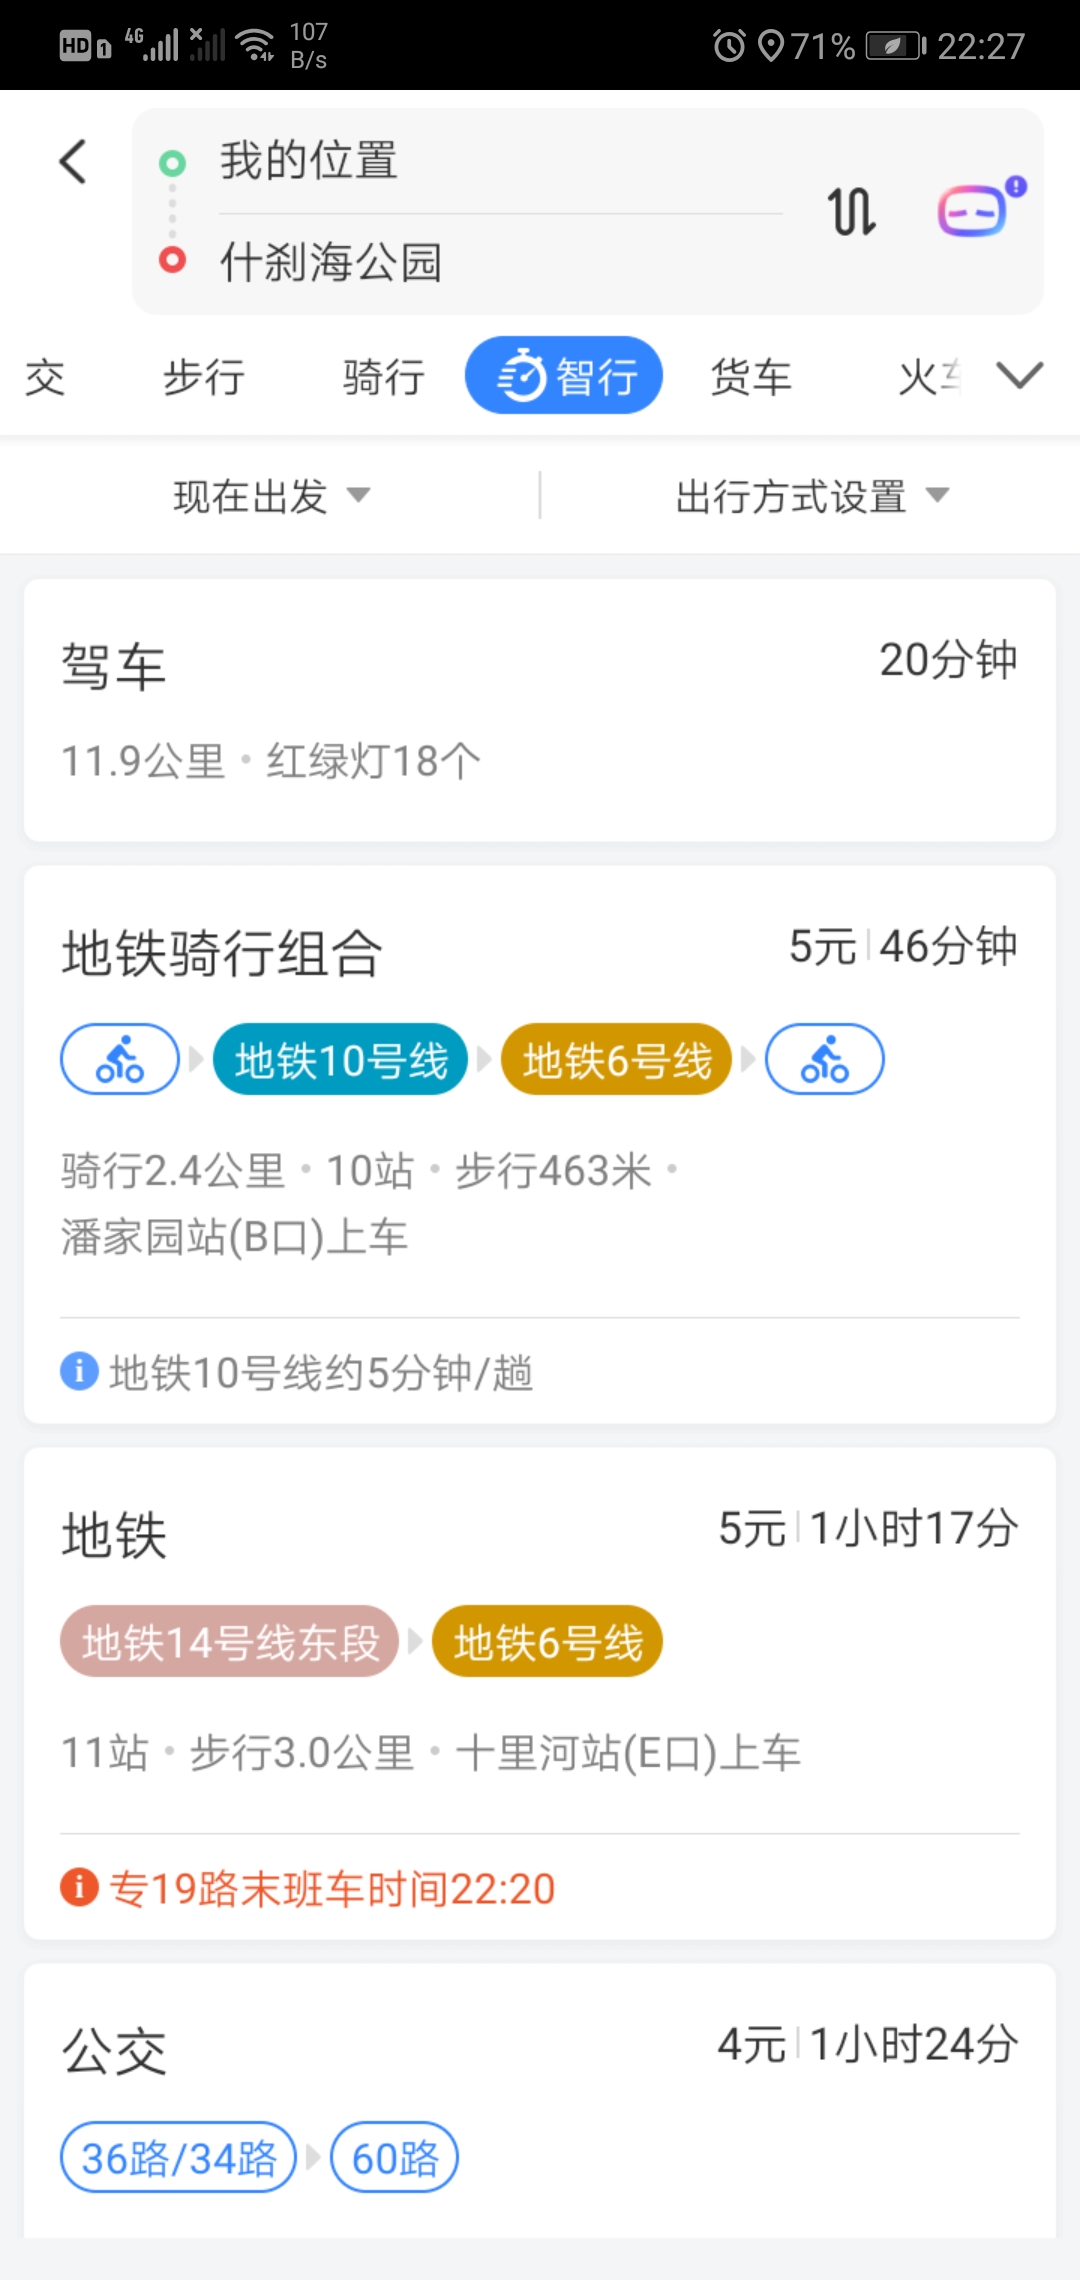 HD 1 4G 107 B/s 71% 22:27
我的位置
什刹海公园
交 步行 骑行 智行 货车 火车
现在出发 出行方式设置
驾车 20分钟
11.9公里·红绿灯18个
地铁骑行组合 5元 46分钟
地铁10号线 地铁6号线
骑行2.4公里·10站·步行463米·
潘家园站(B口)上车
地铁10号线约5分钟/趟
地铁 5元 1小时17分
地铁14号线东段 地铁6号线
11站·步行3.0公里·十里河站(E口)上车
专19路末班车时间22:20
公交 4元 1小时24分
36路/34路 60路